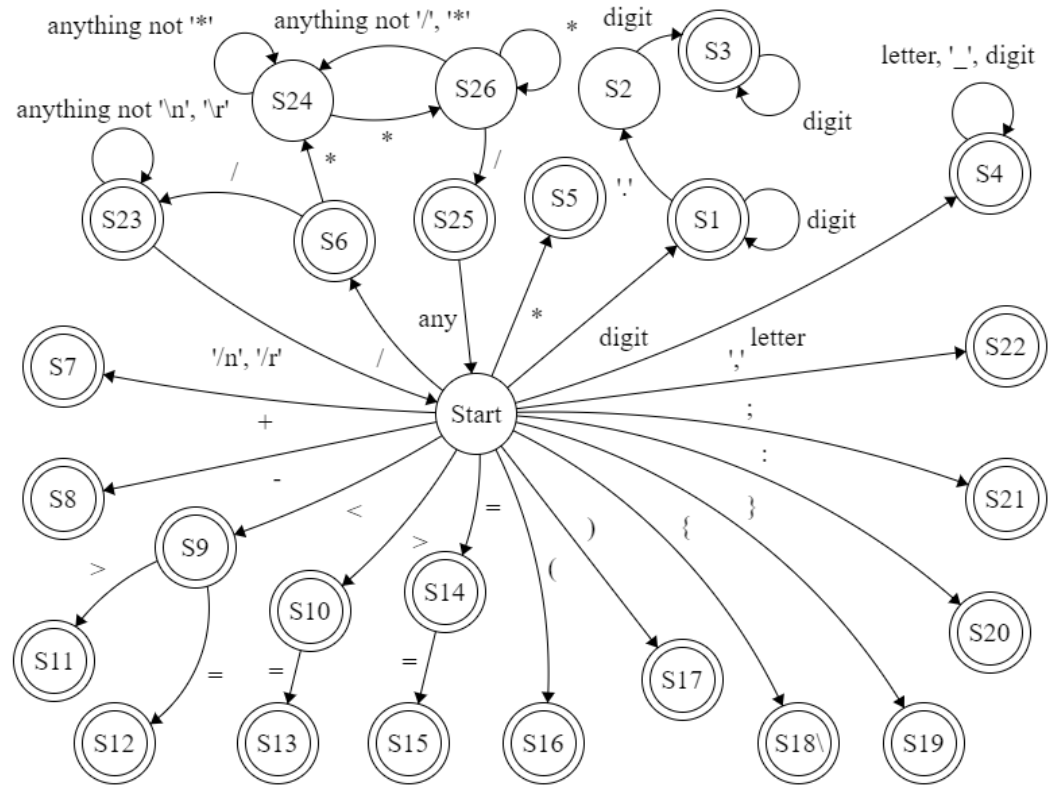 anything not '*'
anything not '/', '*'
*
digit
S3
letter, '_', digit
S24
S26
S2
anything not '\n', '\r'
digit
*
*
/
/
S4
S23
S6
S25
S5
'.'
S1
digit
any
*
digit
letter
','
S22
S7
'/n', '/r'
/
Start
+
;
:
S8
-
S21
<
=
}
{
)
S9
>
(
>
S14
S10
S20
S11
=
=
=
S17
S12
S13
S15
S16
S18\
S19